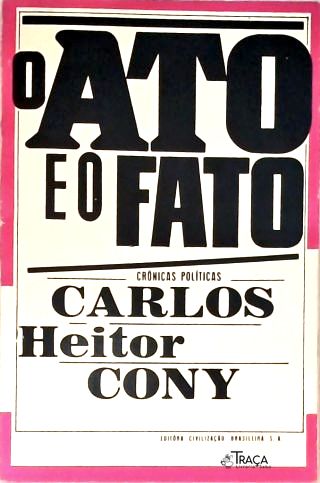 O ATO
E O FATO
CRÔNICAS POLÍTICAS
CARLOS
Heitor
CONY
EDITÔRA CIVILIZAÇÃO BRASILEIRA S. A.
TRAÇA